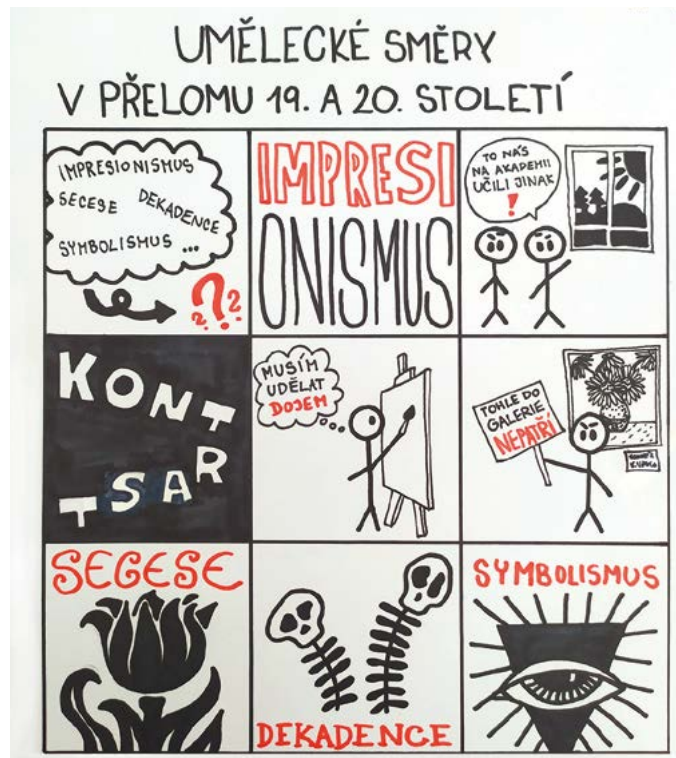 UMĚLECKÉ SMĚRY
V PŘELOMU 19. A 20. STOLETÍ
IMPRESIONISMUS
SECESE
DEKADENCE
SYMBOLISMUS ...
???
IMPRESI
ONISMUS
TO NÁS
NA AKADEMII
UČILI JINAK
!
KONT
RAST
MUSÍM
UDĚLAT
DOJEM
TOHLE DO
GALERIE
NEPATŘÍ
SECESE
DEKADENCE
SYMBOLISMUS